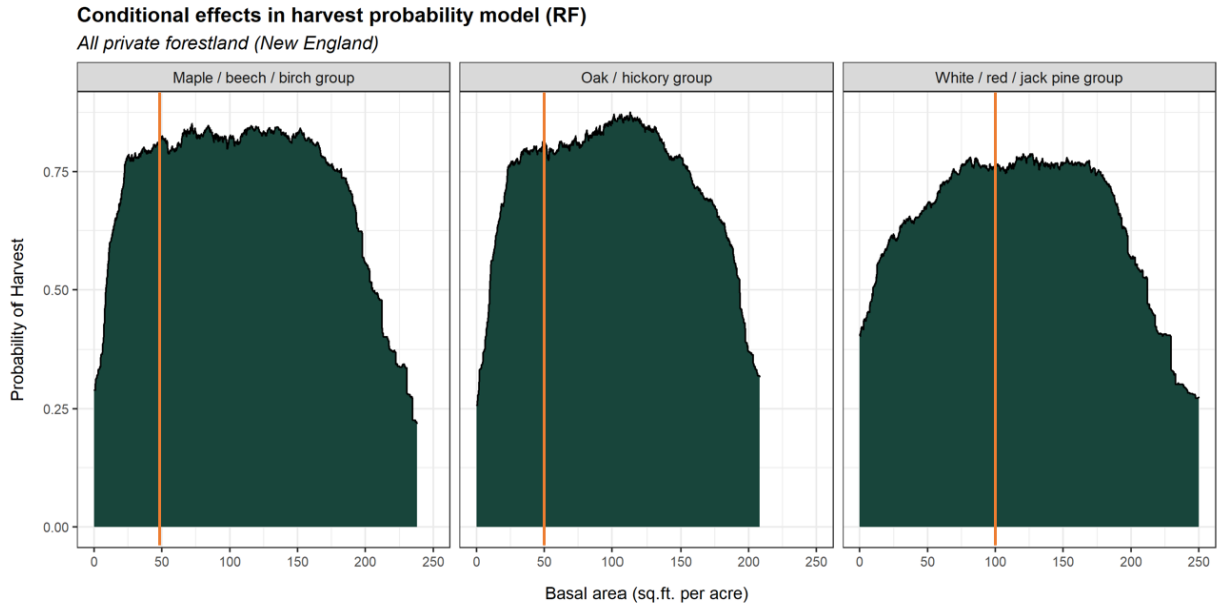 Conditional effects in harvest probability model (RF)
All private forestland (New England)
Maple / beech / birch group
Oak / hickory group
White / red / jack pine group
Probability of Harvest
0.75
0.50
0.25
0.00
0 50 100 150 200 250
0 50 100 150 200 250
0 50 100 150 200 250
Basal area (sq.ft. per acre)